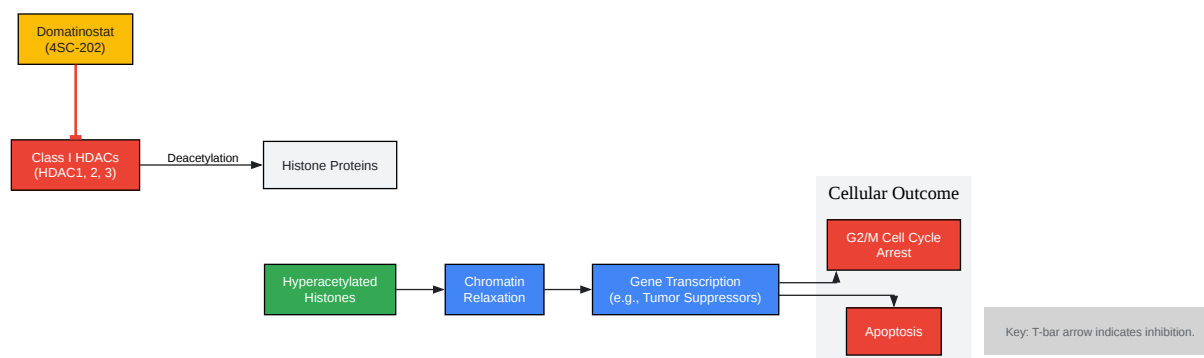 Domatinostat
(4SC-202)
Class I HDACs
(HDAC1, 2, 3)
Deacetylation
Histone Proteins
Hyperacetylated
Histones
Chromatin
Relaxation
Gene Transcription
(e.g., Tumor Suppressors)
Cellular Outcome
G2/M Cell Cycle
Arrest
Apoptosis
Key: T-bar arrow indicates inhibition.